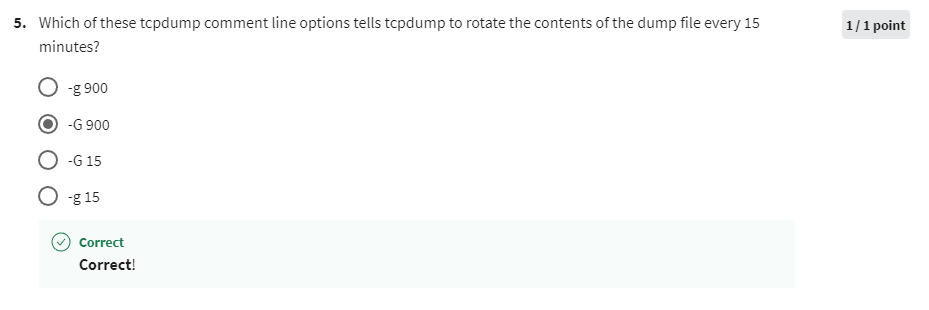 5. Which of these tcpdump comment line options tells tcpdump to rotate the contents of the dump file every 15
1 / 1 point
minutes?
-g 900
-G 900
-G 15
-g 15
Correct
Correct!